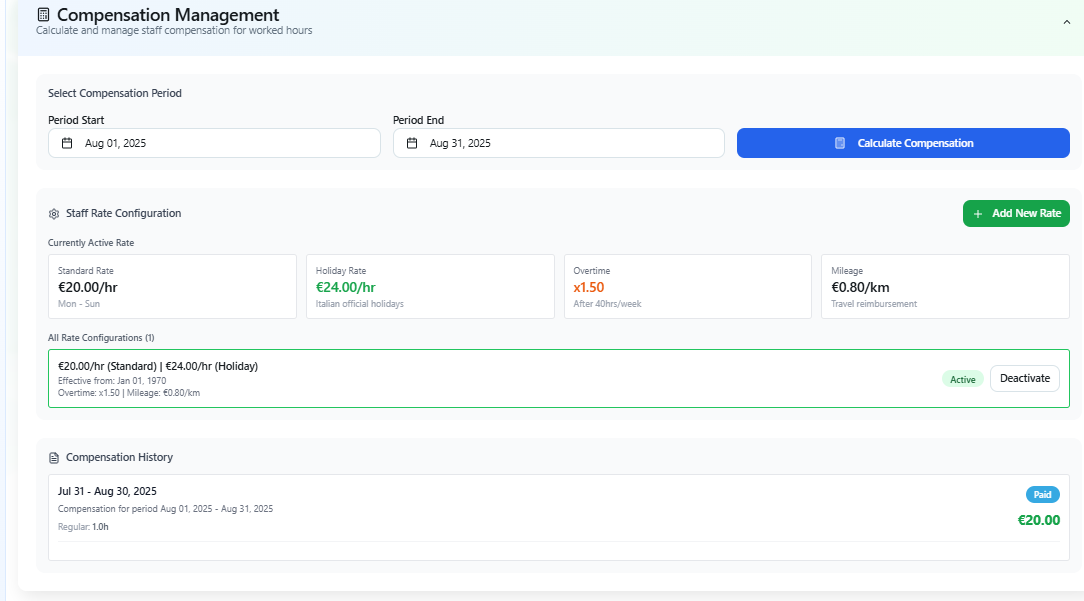 Compensation Management
Calculate and manage staff compensation for worked hours
Select Compensation Period
Period Start
Period End
Aug 01, 2025
Aug 31, 2025
Calculate Compensation
Staff Rate Configuration
Add New Rate
Currently Active Rate
Standard Rate
€20.00/hr
Mon - Sun
Holiday Rate
€24.00/hr
Italian official holidays
Overtime
x1.50
After 40hrs/week
Mileage
€0.80/km
Travel reimbursement
All Rate Configurations (1)
€20.00/hr (Standard) | €24.00/hr (Holiday)
Effective from: Jan 01, 1970
Overtime: x1.50 | Mileage: €0.80/km
Active
Deactivate
Compensation History
Jul 31 - Aug 30, 2025
Compensation for period Aug 01, 2025 - Aug 31, 2025
Regular: 1.0h
Paid
€20.00